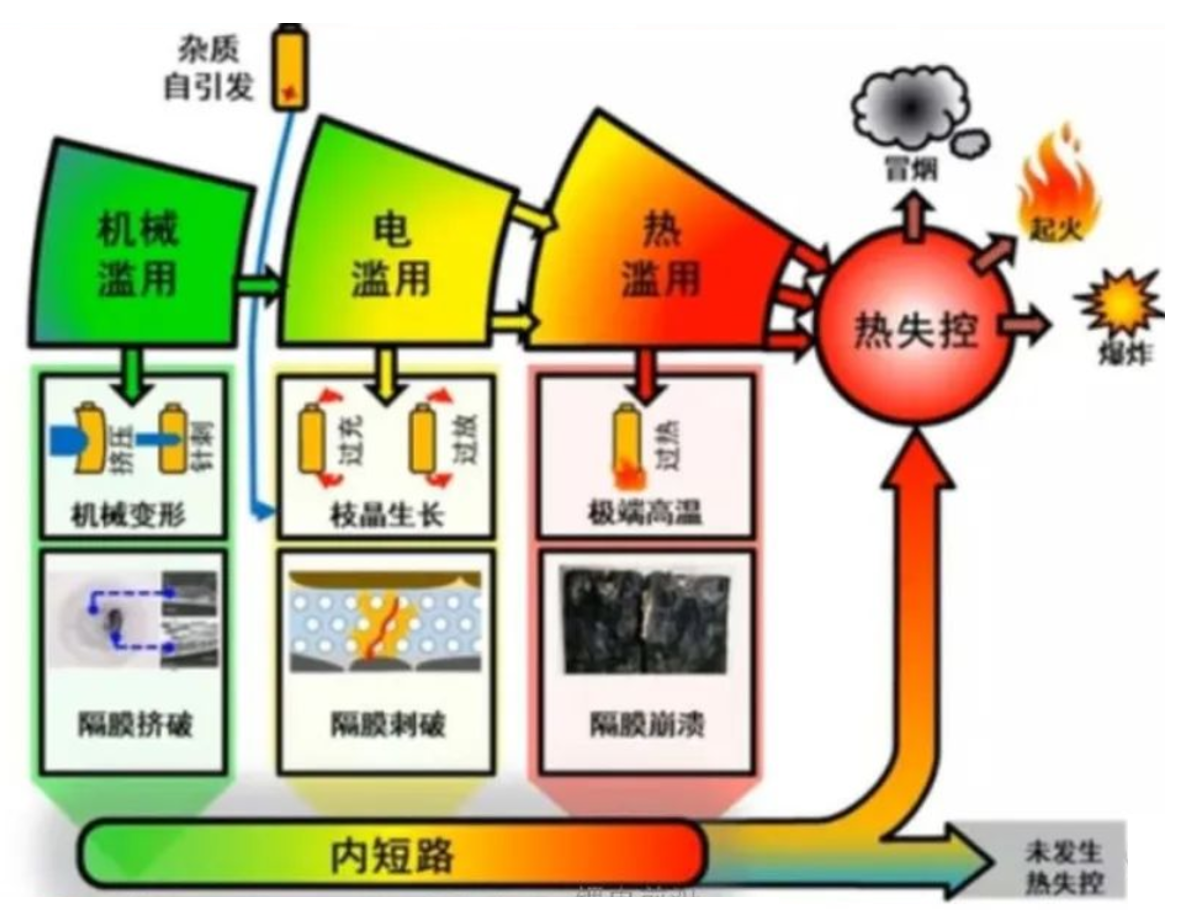 杂质
自引发
机械
滥用
电
滥用
热
滥用
热失控
冒烟
起火
爆炸
挤压
针刺
机械变形
过充
过放
枝晶生长
过热
极端高温
隔膜挤破
隔膜刺破
隔膜崩溃
内短路
未发生
热失控